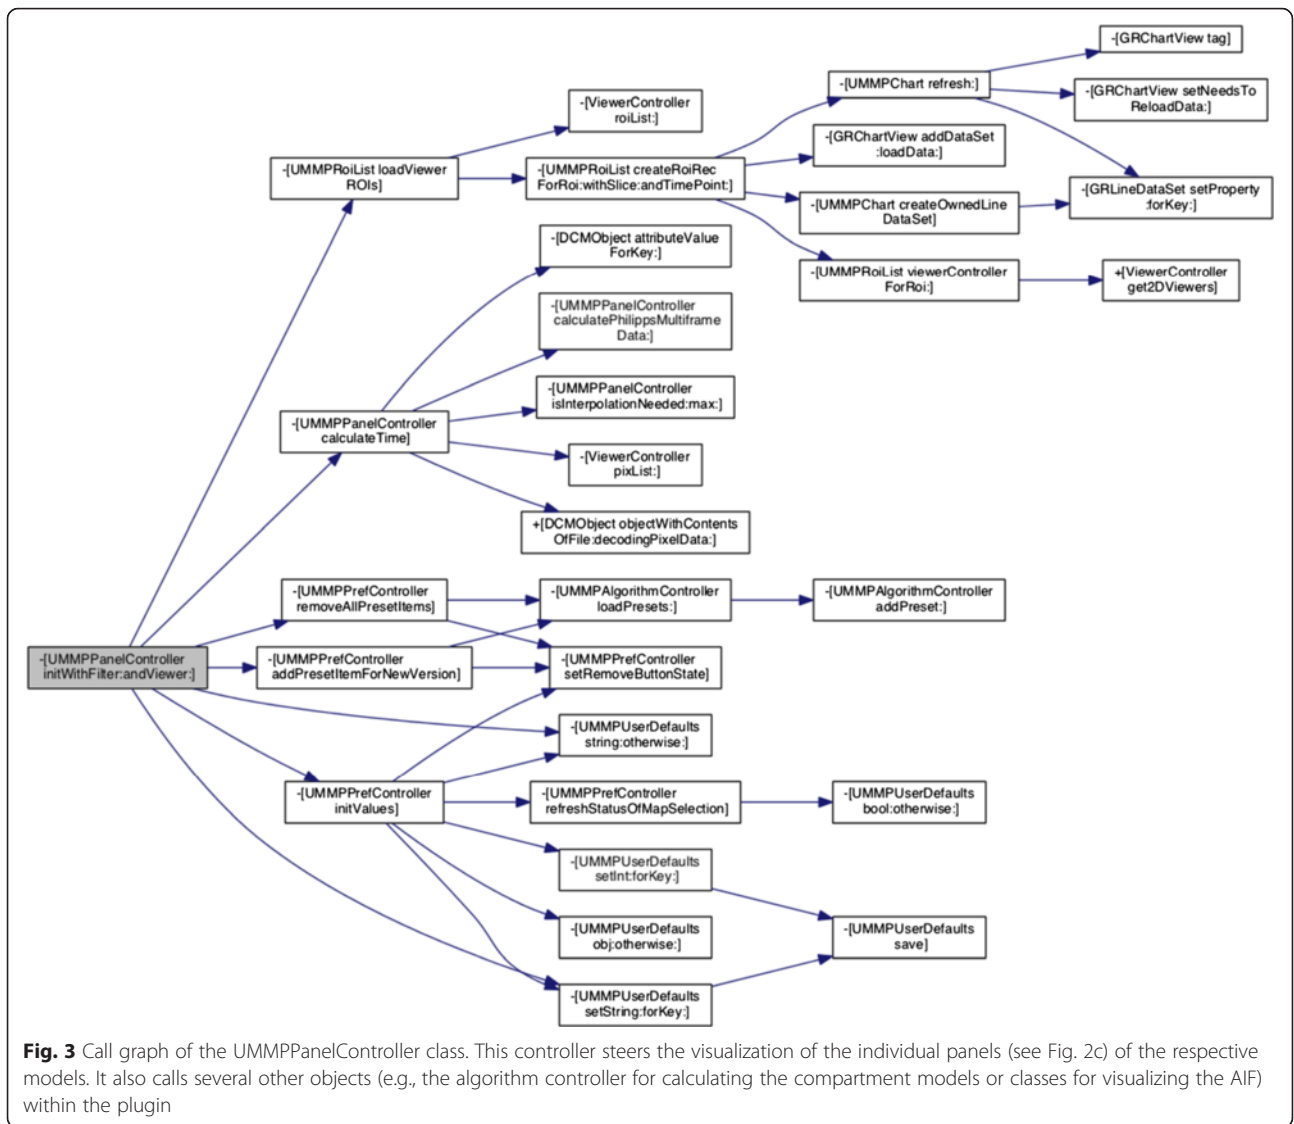 -[GRChartView tag]
-[UMMPChart refresh:]
-[GRChartView setNeedsTo
ReloadData:]
-[ViewerController
roiList:]
-[GRChartView addDataSet
:loadData:]
-[UMMPRoiList loadViewer
ROIs]
-[UMMPRoiList createRoiRec
ForRoi:withSlice:andTimePoint:]
-[GRLineDataSet setProperty
:forKey:]
-[UMMPChart createOwnedLine
DataSet]
-[DCMObject attributeValue
ForKey:]
-[UMMPRoiList viewerController
ForRoi:]
+[ViewerController
get2DViewers]
-[UMMPPanelController
calculatePhilippsMultiframe
Data:]
-[UMMPPanelController
isInterpolationNeeded:max:]
-[UMMPPanelController
calculateTime]
-[ViewerController
pixList:]
+[DCMObject objectWithContents
OfFile:decodingPixelData:]
-[UMMPPrefController
removeAllPresetItems]
-[UMMPAlgorithmController
loadPresets:]
-[UMMPAlgorithmController
addPreset:]
-[UMMPPanelController
initWithFilter:andViewer:]
-[UMMPPrefController
addPresetItemForNewVersion]
-[UMMPPrefController
setRemoveButtonState]
-[UMMPUserDefaults
string:otherwise:]
-[UMMPPrefController
initValues]
-[UMMPPrefController
refreshStatusOfMapSelection]
-[UMMPUserDefaults
bool:otherwise:]
-[UMMPUserDefaults
setInt:forKey:]
-[UMMPUserDefaults
obj:otherwise:]
-[UMMPUserDefaults
save]
-[UMMPUserDefaults
setString:forKey:]
Fig. 3 Call graph of the UMMPPanelController class. This controller steers the visualization of the individual panels (see Fig. 2c) of the respective
models. It also calls several other objects (e.g., the algorithm controller for calculating the compartment models or classes for visualizing the AIF)
within the plugin